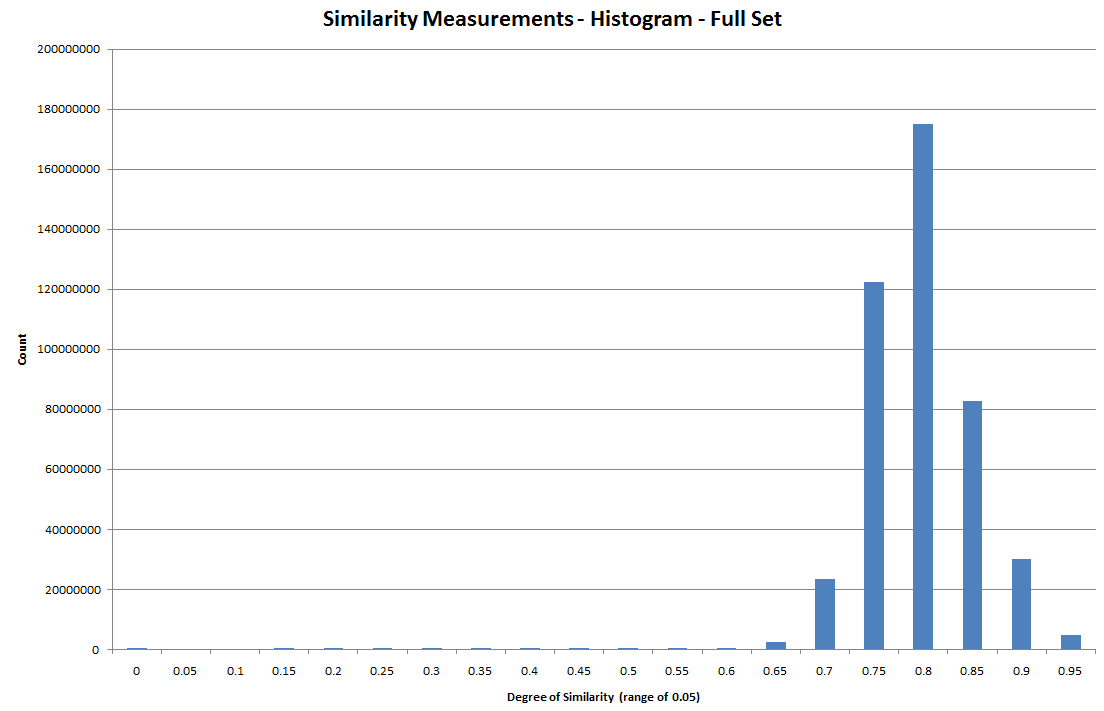 Similarity Measurements - Histogram - Full Set
200000000
180000000
160000000
140000000
120000000
100000000
80000000
60000000
40000000
20000000
0
Count
0 0.05 0.1 0.15 0.2 0.25 0.3 0.35 0.4 0.45 0.5 0.55 0.6 0.65 0.7 0.75 0.8 0.85 0.9 0.95
Degree of Similarity (range of 0.05)